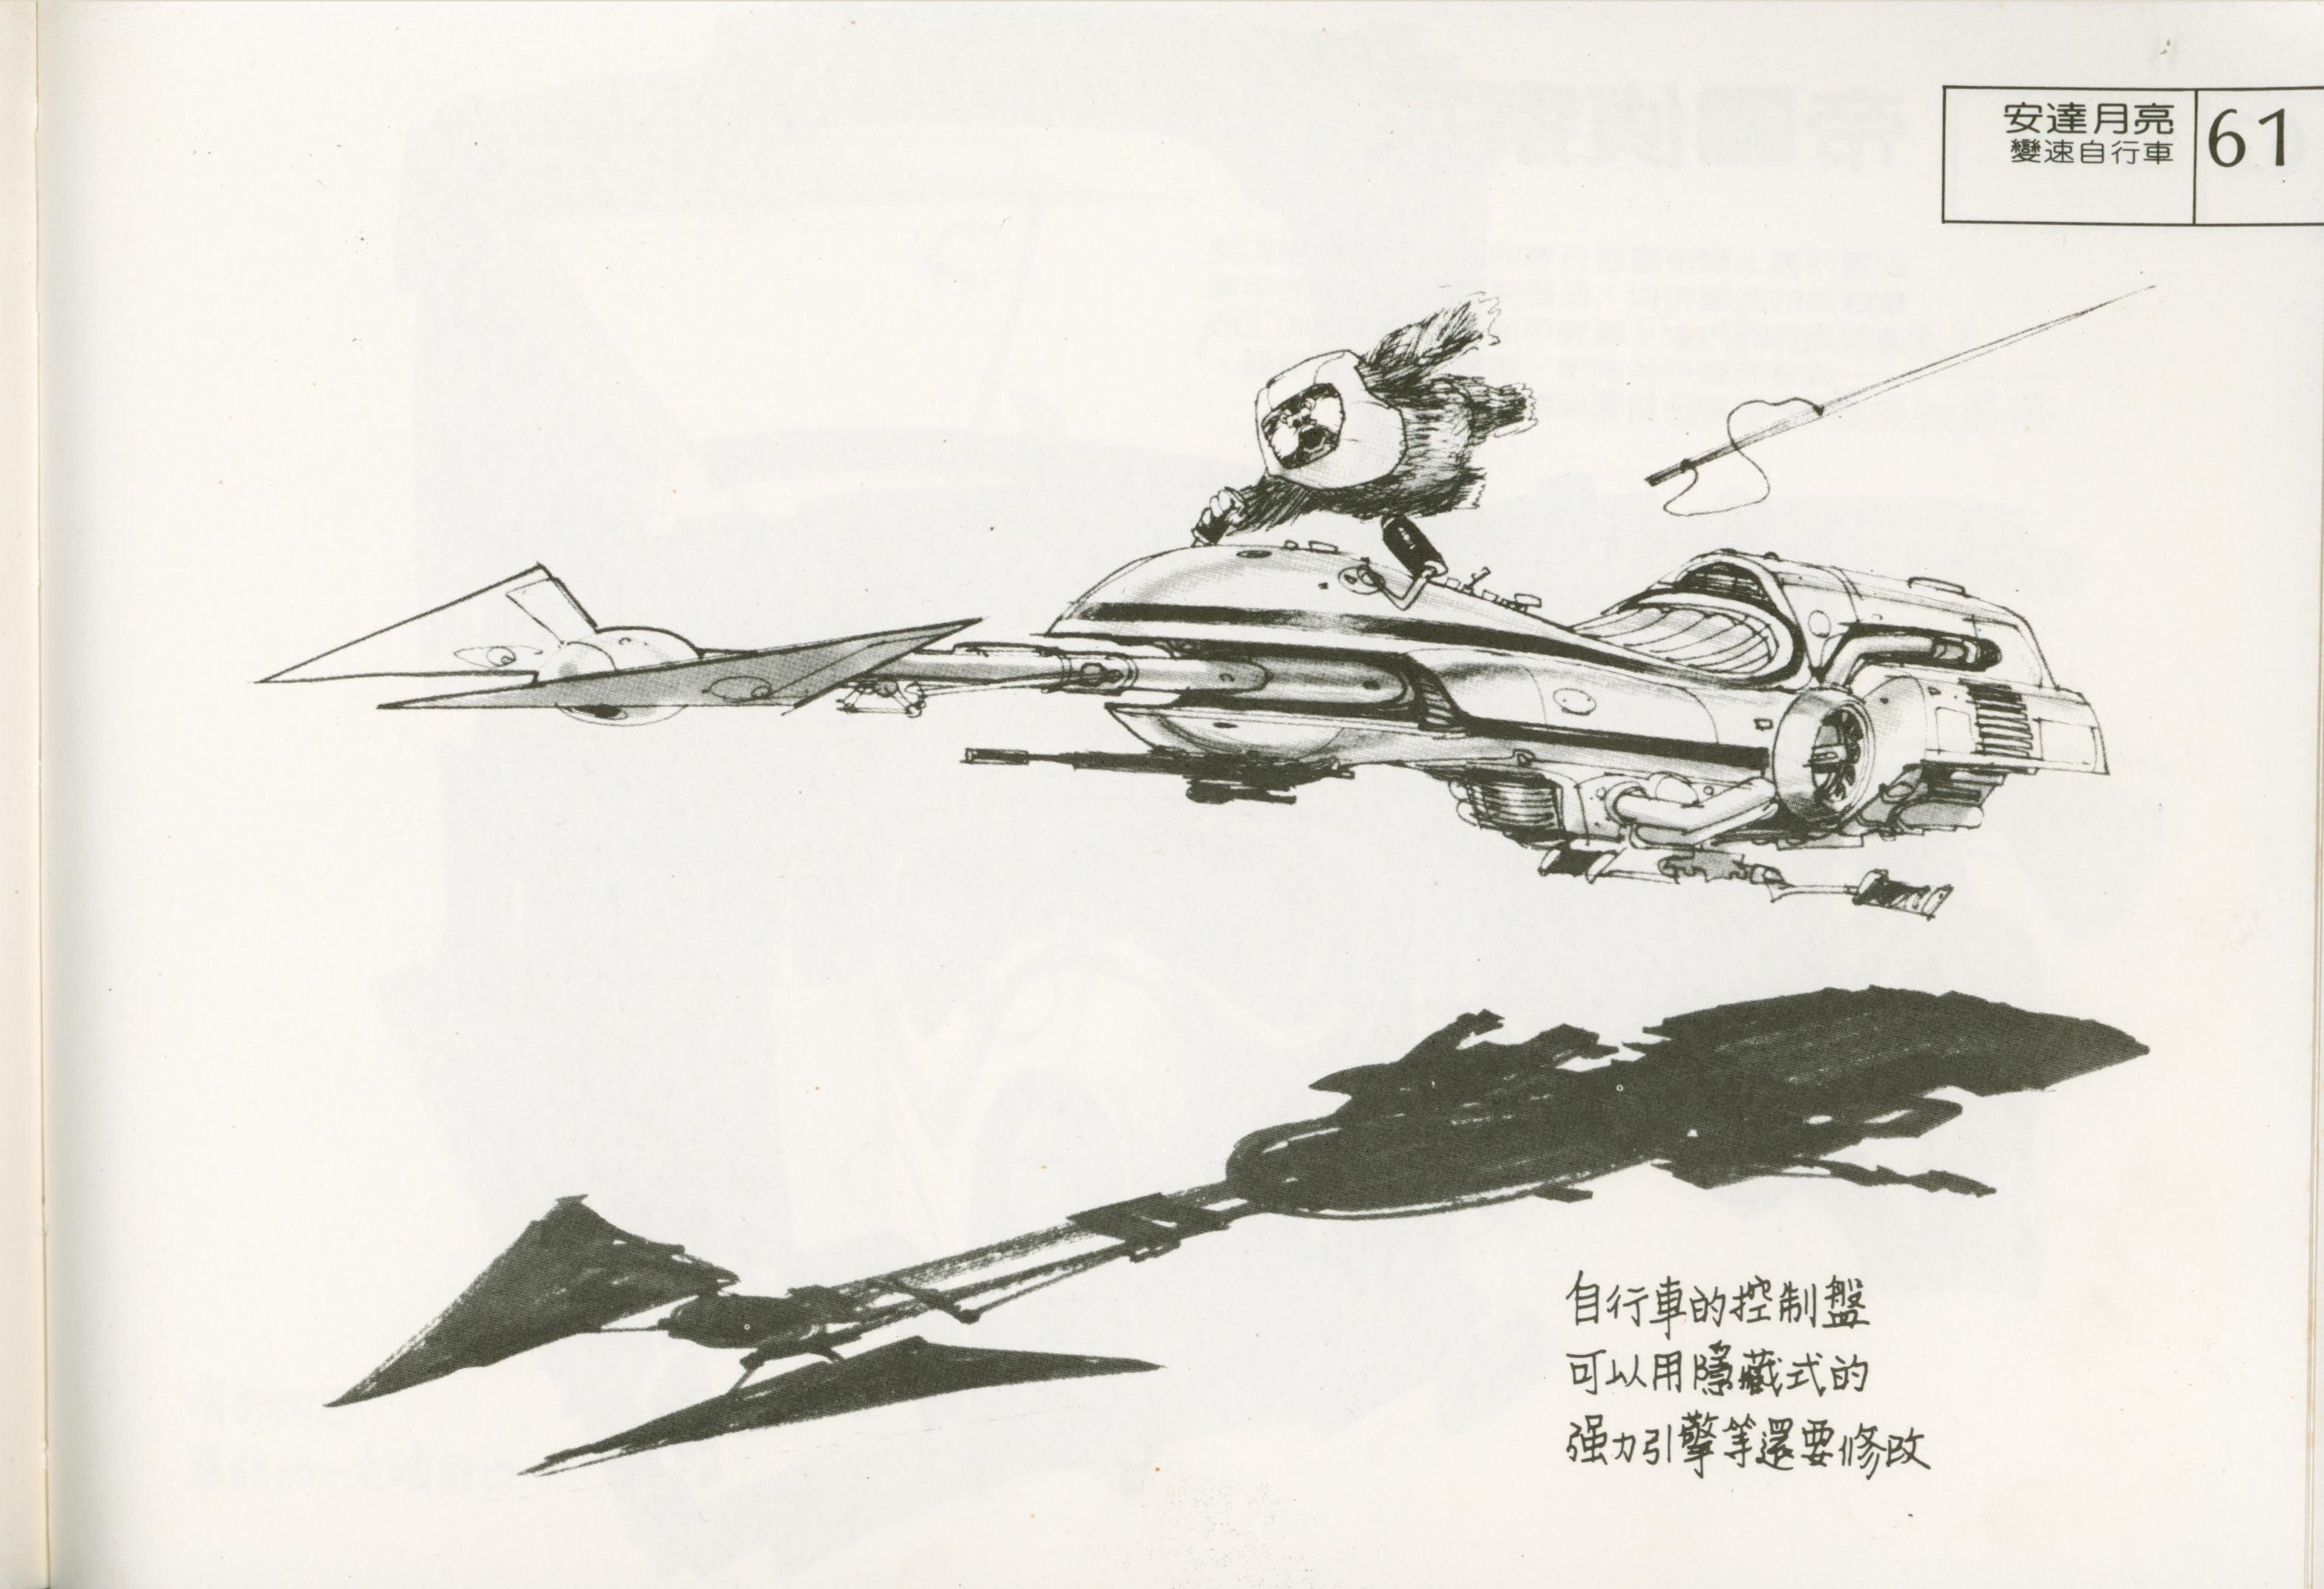 安達月亮
變速自行車
61
自行車的控制盤
可以用隱藏式的
强力引擎等還要修改